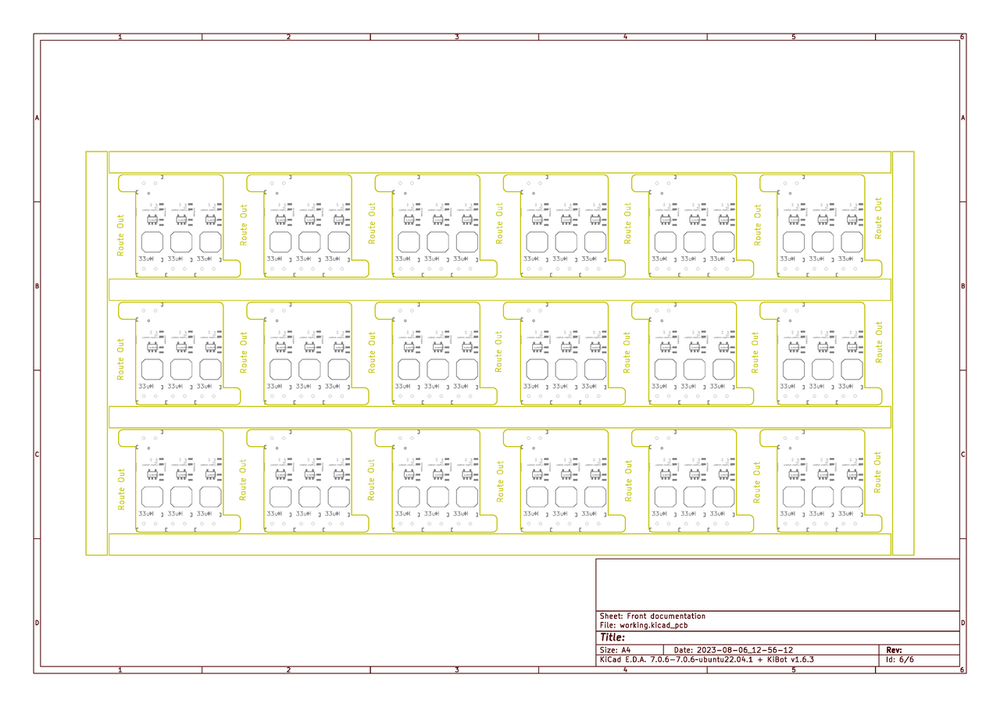 1 2 3 4 5 6
A A
Route Out Route Out Route Out Route Out Route Out Route Out
33uH 33uH 33uH 33uH 33uH 33uH 33uH 33uH 33uH 33uH 33uH 33uH 33uH 33uH 33uH 33uH 33uH 33uH
B B
Route Out Route Out Route Out Route Out Route Out Route Out
33uH 33uH 33uH 33uH 33uH 33uH 33uH 33uH 33uH 33uH 33uH 33uH 33uH 33uH 33uH 33uH 33uH 33uH
C C
Route Out Route Out Route Out Route Out Route Out Route Out
33uH 33uH 33uH 33uH 33uH 33uH 33uH 33uH 33uH 33uH 33uH 33uH 33uH 33uH 33uH 33uH 33uH 33uH
D D
Sheet: Front documentation
File: working.kicad_pcb
Title:
Size: A4 Date: 2023-08-06_12-56-12 Rev:
KiCad E.D.A. 7.0.6-7.0.6-ubuntu22.04.1 + KiBot v1.6.3 Id: 6/6
1 2 3 4 5 6